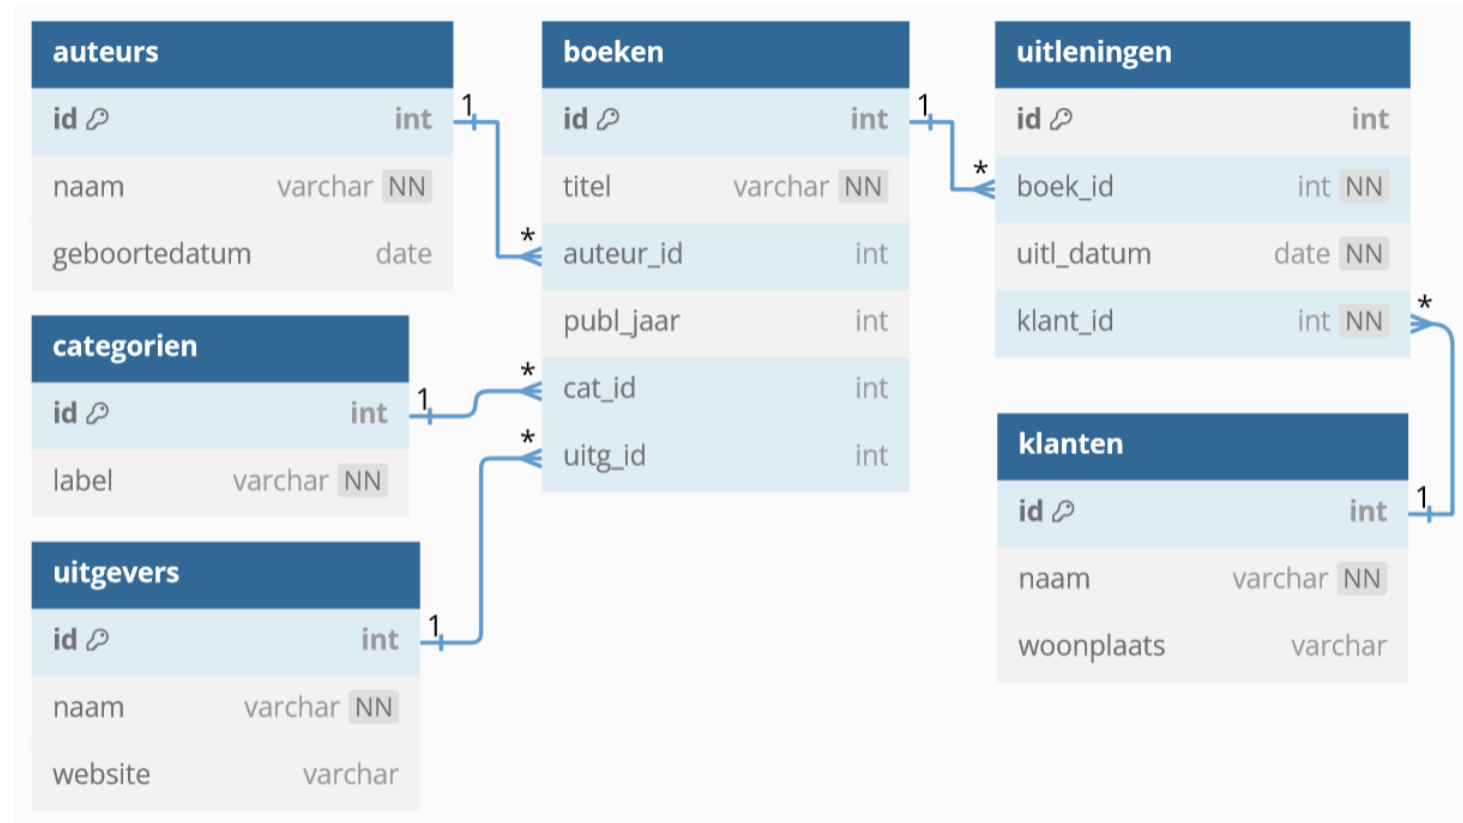 auteurs
id int
naam varchar NN
geboortedatum date
categorien
id int
label varchar NN
uitgevers
id int
naam varchar NN
website varchar
boeken
id int
titel varchar NN
auteur_id int
publ_jaar int
cat_id int
uitg_id int
uitleningen
id int
boek_id int NN
uitl_datum date NN
klant_id int NN
klanten
id int
naam varchar NN
woonplaats varchar
1
*
1
*
1
*
1
*
1
*